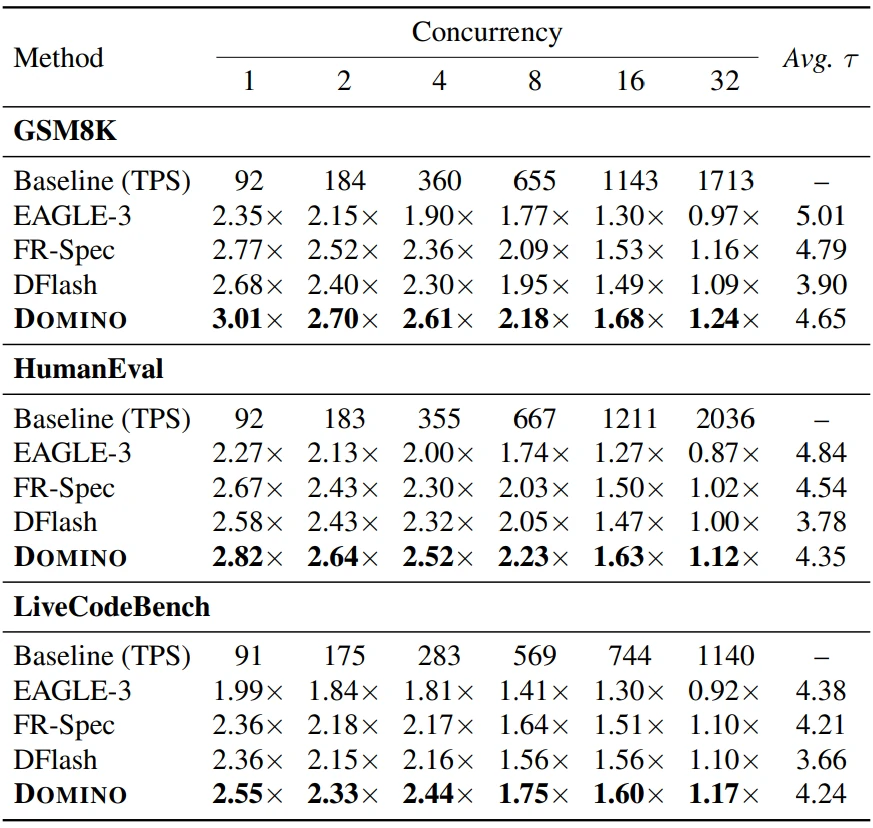 Method Concurrency Avg. τ
1 2 4 8 16 32
GSM8K
Baseline (TPS) 92 184 360 655 1143 1713 –
EAGLE-3 2.35× 2.15× 1.90× 1.77× 1.30× 0.97× 5.01
FR-Spec 2.77× 2.52× 2.36× 2.09× 1.53× 1.16× 4.79
DFlash 2.68× 2.40× 2.30× 1.95× 1.49× 1.09× 3.90
DOMINO 3.01× 2.70× 2.61× 2.18× 1.68× 1.24× 4.65
HumanEval
Baseline (TPS) 92 183 355 667 1211 2036 –
EAGLE-3 2.27× 2.13× 2.00× 1.74× 1.27× 0.87× 4.84
FR-Spec 2.67× 2.43× 2.30× 2.03× 1.50× 1.02× 4.54
DFlash 2.58× 2.43× 2.32× 2.05× 1.47× 1.00× 3.78
DOMINO 2.82× 2.64× 2.52× 2.23× 1.63× 1.12× 4.35
LiveCodeBench
Baseline (TPS) 91 175 283 569 744 1140 –
EAGLE-3 1.99× 1.84× 1.81× 1.41× 1.30× 0.92× 4.38
FR-Spec 2.36× 2.18× 2.17× 1.64× 1.51× 1.10× 4.21
DFlash 2.36× 2.15× 2.16× 1.56× 1.56× 1.10× 3.66
DOMINO 2.55× 2.33× 2.44× 1.75× 1.60× 1.17× 4.24